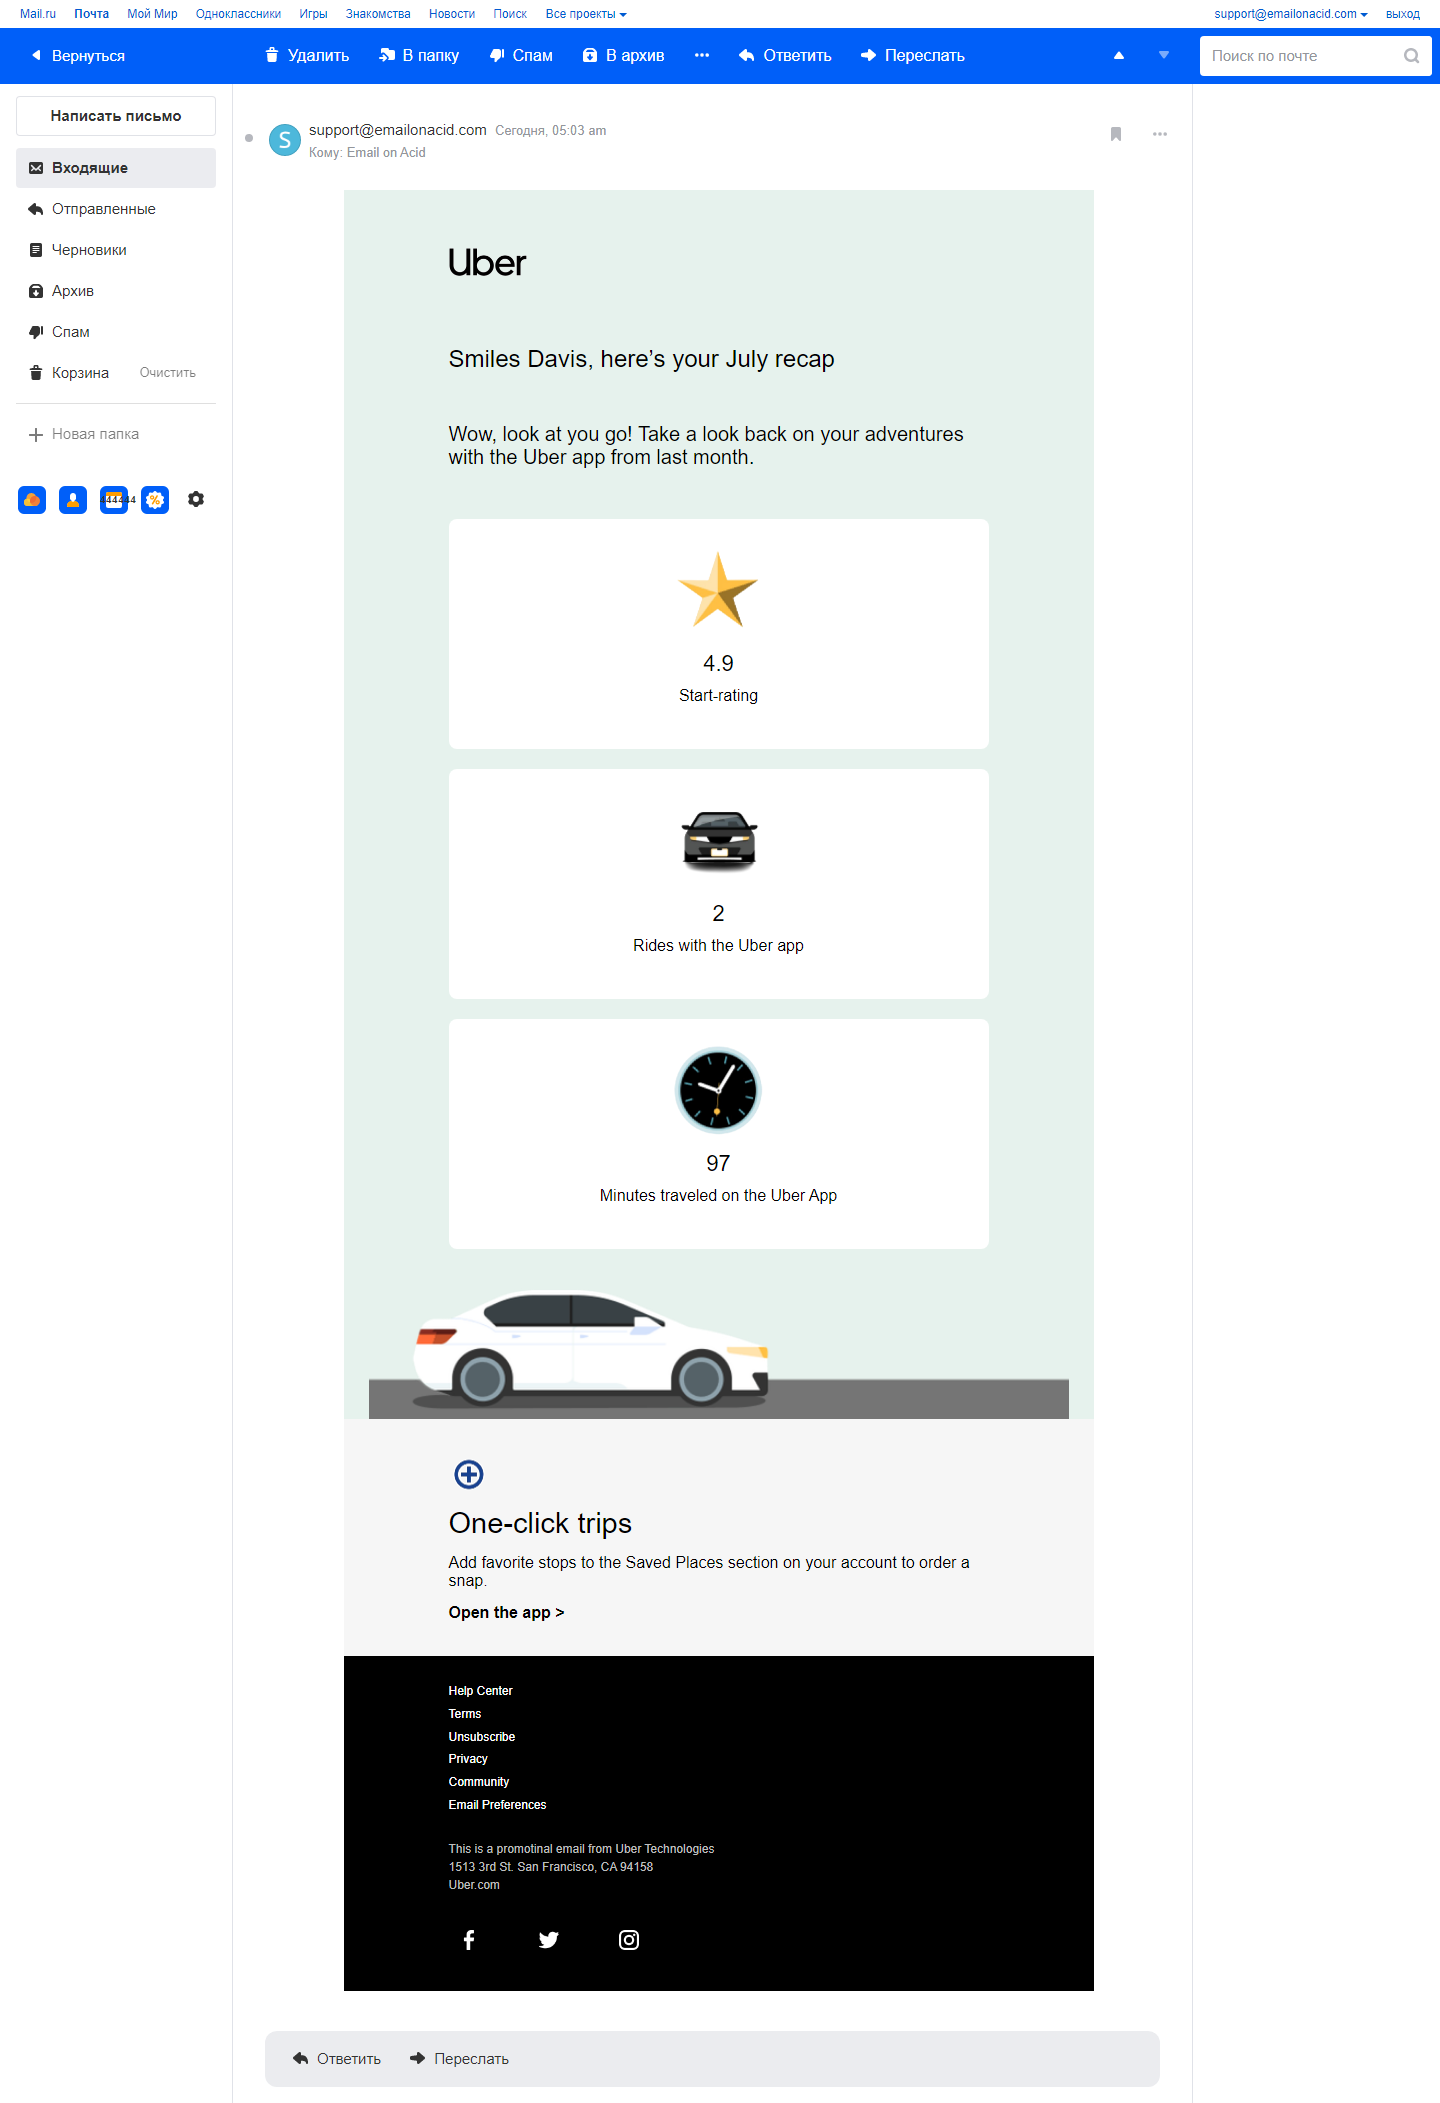 Mail.ru Почта Мой Мир Одноклассники Игры Знакомства Новости Поиск Все проекты support@emailonacid.com выход
Вернуться Удалить В папку Спам В архив Ответить Переслать Поиск по почте
Написать письмо
Входящие
Отправленные
Черновики
Архив
Спам
Корзина Очистить
Новая папка
444444 %
S support@emailonacid.com Сегодня, 05:03 am
Кому: Email on Acid
Uber
Smiles Davis, here’s your July recap
Wow, look at you go! Take a look back on your adventures
with the Uber app from last month.
4.9
Start-rating
2
Rides with the Uber app
97
Minutes traveled on the Uber App
One-click trips
Add favorite stops to the Saved Places section on your account to order a
snap.
Open the app >
Help Center
Terms
Unsubscribe
Privacy
Community
Email Preferences
This is a promotinal email from Uber Technologies
1513 3rd St. San Francisco, CA 94158
Uber.com
Ответить Переслать